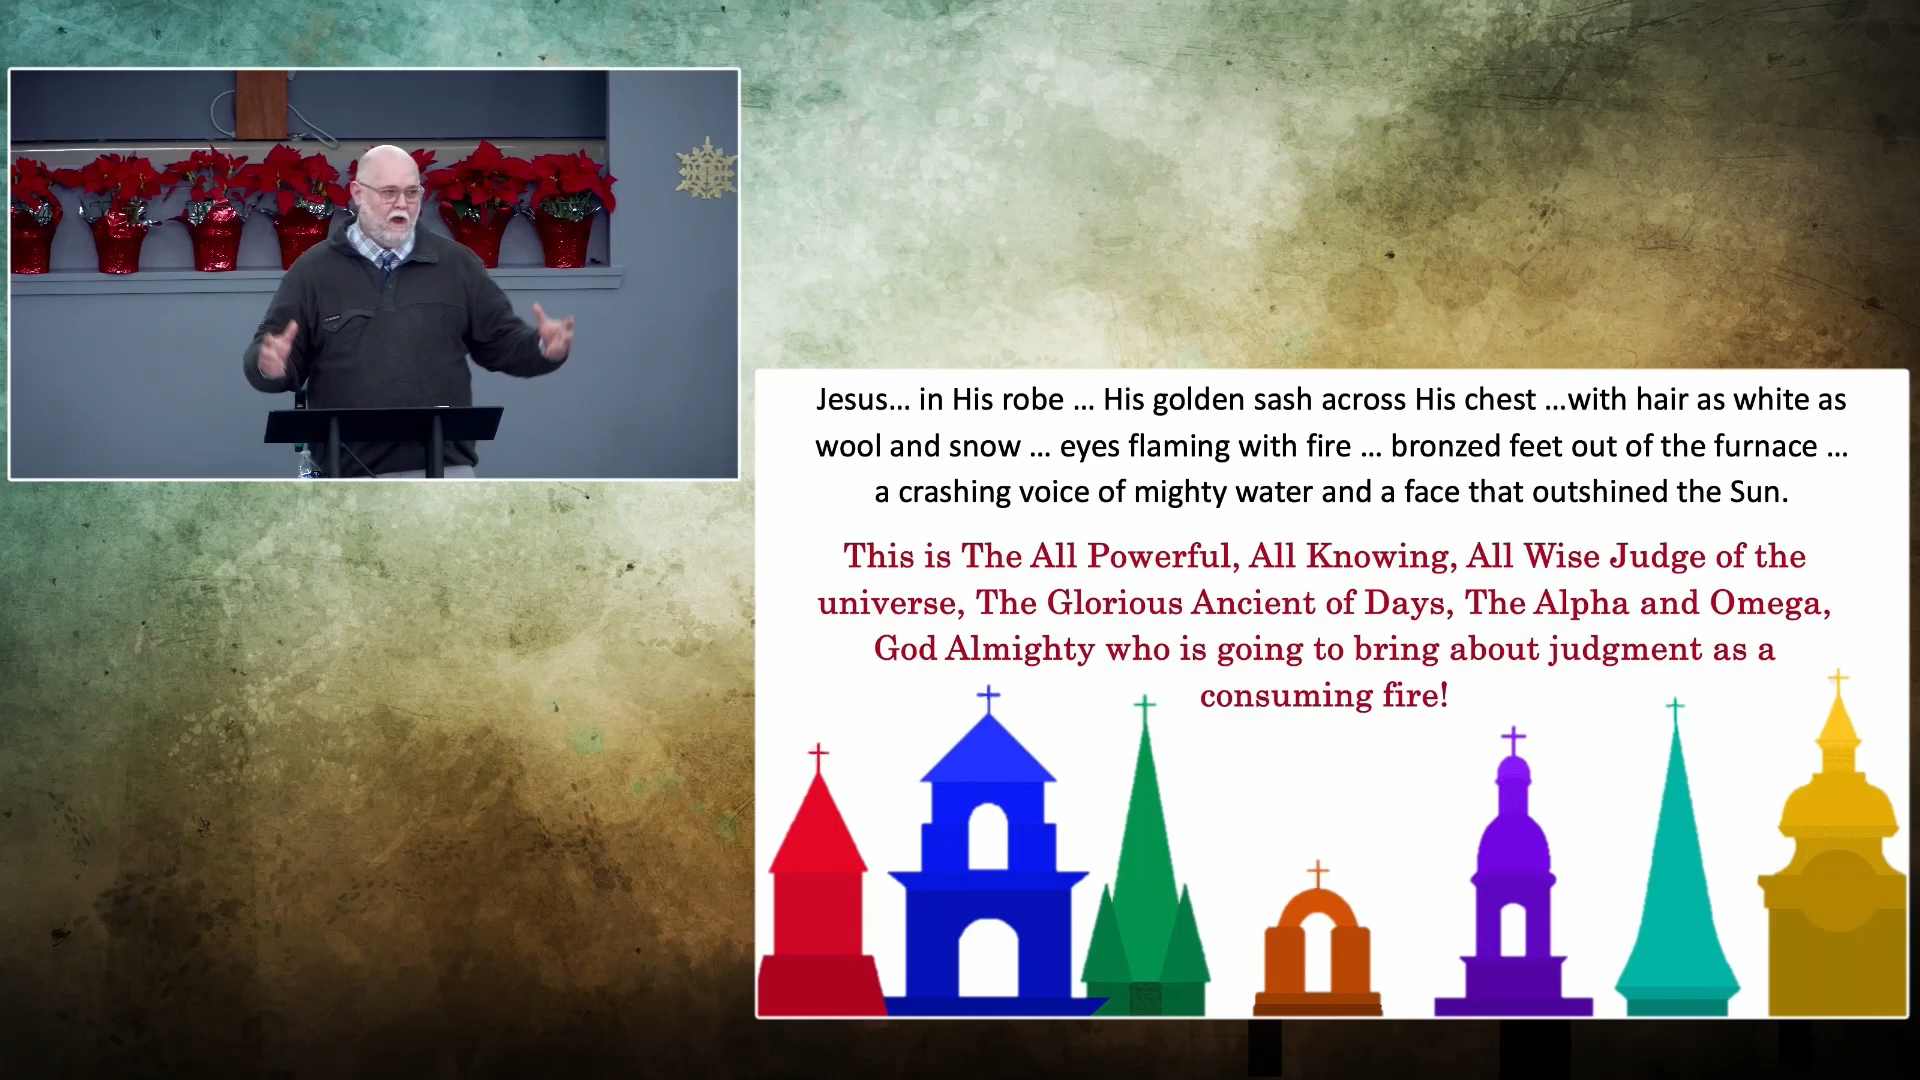 Jesus... in His robe ... His golden sash across His chest ...with hair as white as
wool and snow ... eyes flaming with fire ... bronzed feet out of the furnace ...
a crashing voice of mighty water and a face that outshined the Sun.
This is The All Powerful, All Knowing, All Wise Judge of the
universe, The Glorious Ancient of Days, The Alpha and Omega,
God Almighty who is going to bring about judgment as a
consuming fire!